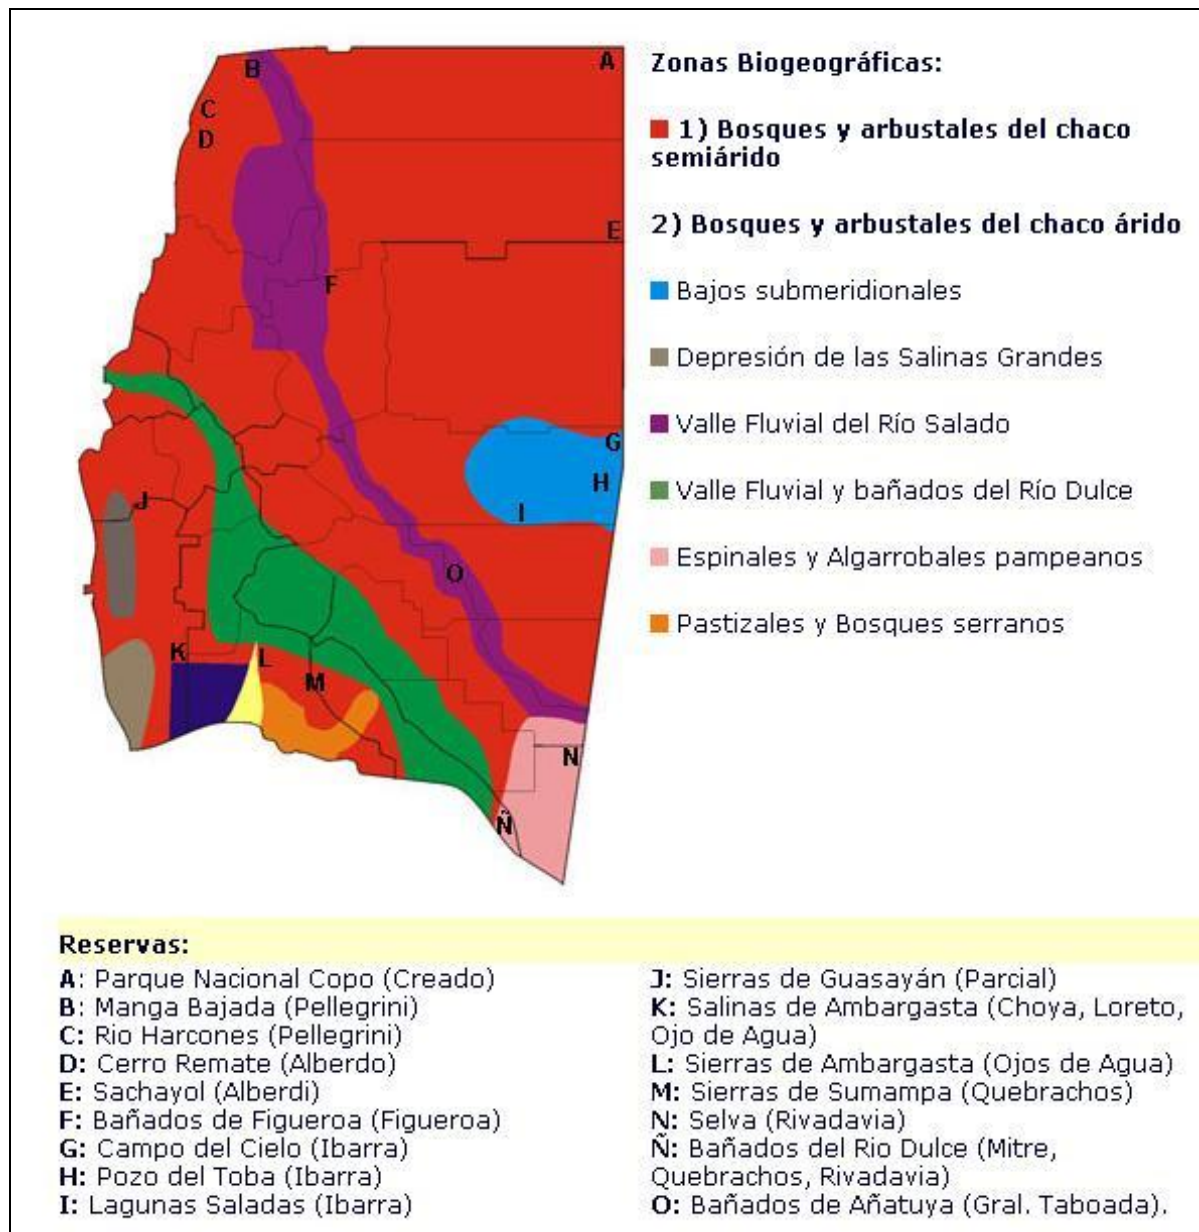 A
B
C
D
E
F
G
H
I
J
O
K
L
M
N
Ñ
Zonas Biogeográficas:
1) Bosques y arbustales del chaco
semiárido
2) Bosques y arbustales del chaco árido
Bajos submeridionales
Depresión de las Salinas Grandes
Valle Fluvial del Río Salado
Valle Fluvial y bañados del Río Dulce
Espinales y Algarrobales pampeanos
Pastizales y Bosques serranos
Reservas:
A: Parque Nacional Copo (Creado)
B: Manga Bajada (Pellegrini)
C: Rio Harcones (Pellegrini)
D: Cerro Remate (Alberdo)
E: Sachayol (Alberdi)
F: Bañados de Figueroa (Figueroa)
G: Campo del Cielo (Ibarra)
H: Pozo del Toba (Ibarra)
I: Lagunas Saladas (Ibarra)
J: Sierras de Guasayán (Parcial)
K: Salinas de Ambargasta (Choya, Loreto,
Ojo de Agua)
L: Sierras de Ambargasta (Ojos de Agua)
M: Sierras de Sumampa (Quebrachos)
N: Selva (Rivadavia)
Ñ: Bañados del Rio Dulce (Mitre,
Quebrachos, Rivadavia)
O: Bañados de Añatuya (Gral. Taboada).